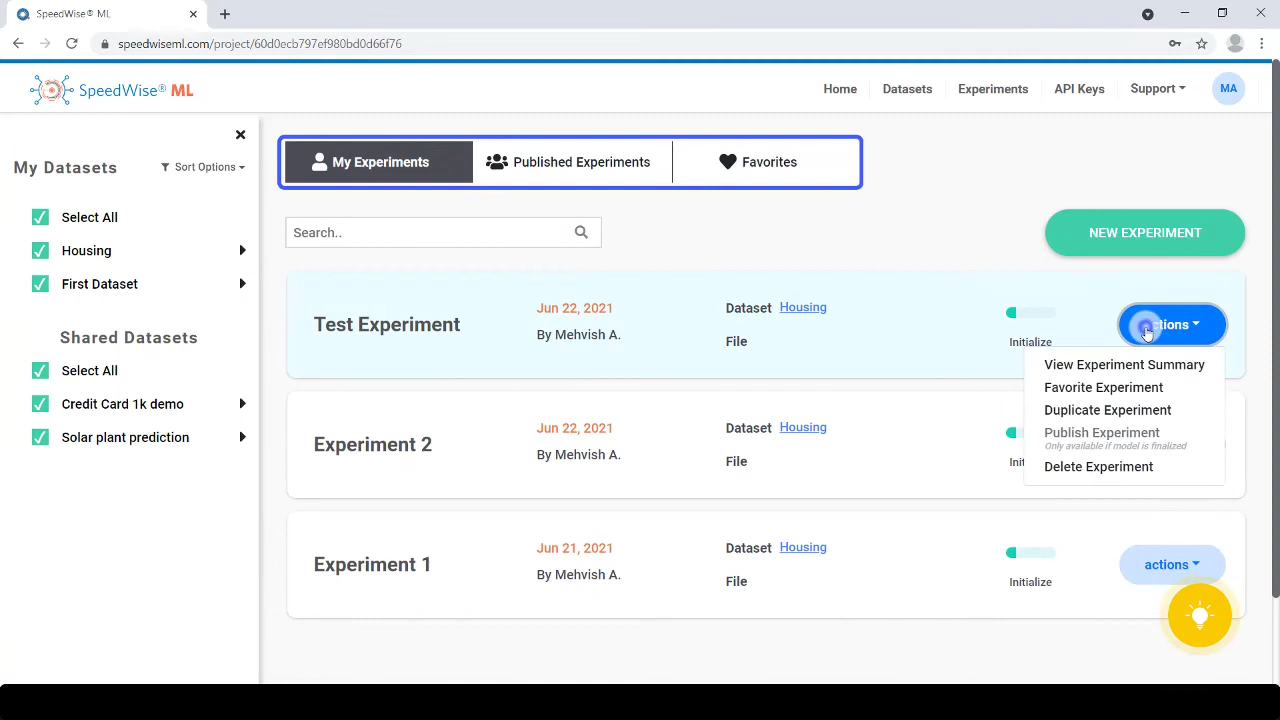 SpeedWise® ML
speedwiseml.com/project/60d0ecb797ef980bd0d66f76
SpeedWise® ML
Home
Datasets
Experiments
API Keys
Support
MA
My Datasets
Sort Options
Select All
Housing
First Dataset
Shared Datasets
Select All
Credit Card 1k demo
Solar plant prediction
My Experiments
Published Experiments
Favorites
Search..
NEW EXPERIMENT
Test Experiment
Jun 22, 2021
By Mehvish A.
Dataset Housing
File
Initialize
View Experiment Summary
Favorite Experiment
Duplicate Experiment
Publish Experiment
Only available if model is finalized
Delete Experiment
Experiment 2
Jun 22, 2021
By Mehvish A.
Dataset Housing
File
Experiment 1
Jun 21, 2021
By Mehvish A.
Dataset Housing
File
Initialize
actions